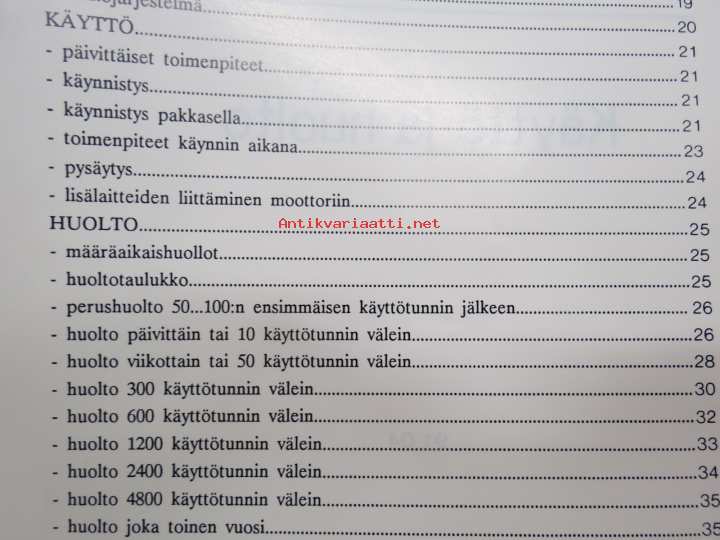 19
järjestelmä....20
KÄYTTÖ....21
- päivittäiset toimenpiteet....21
- käynnistys....21
- käynnistys pakkasella....21
- toimenpiteet käynnin aikana....23
- pysäytys....24
- lisälaitteiden liittäminen moottoriin....24
HUOLTO....25
Antikvariaatti.net
- määräaikaishuollot....25
- huoltotaulukko....25
- perushuolto 50...100:n ensimmäisen käyttötunnin jälkeen....26
- huolto päivittäin tai 10 käyttötunnin välein....26
- huolto viikottain tai 50 käyttötunnin välein....28
- huolto 300 käyttötunnin välein....30
- huolto 600 käyttötunnin välein....32
- huolto 1200 käyttötunnin välein....33
- huolto 2400 käyttötunnin välein....34
- huolto 4800 käyttötunnin välein....35
- huolto joka toinen vuosi....35